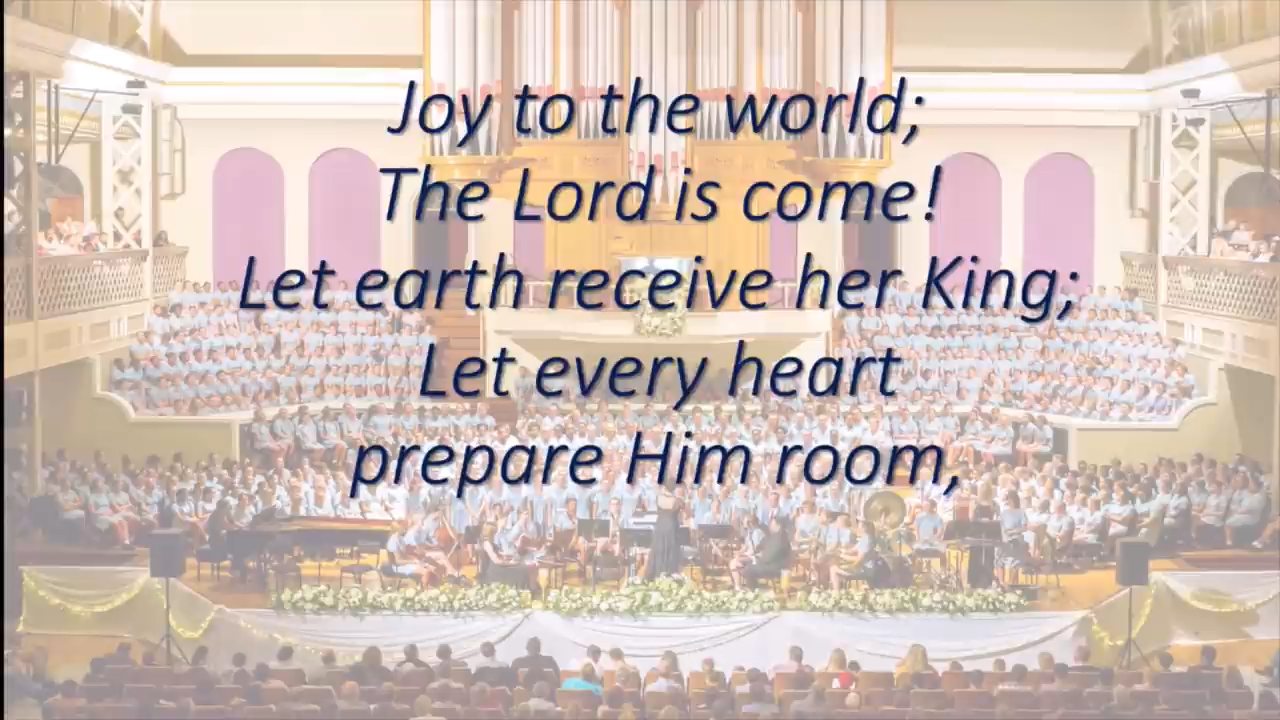 Joy to the world;
The Lord is come!
Let earth receive her King;
Let every heart
prepare Him room,